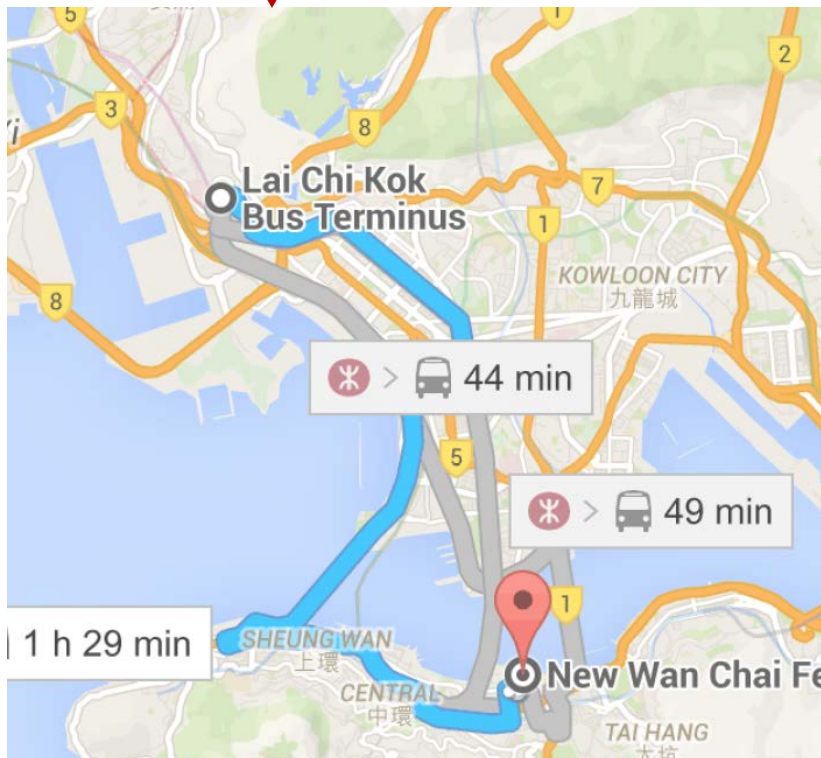 5
1
2
3
8
Lai Chi Kok
Bus Terminus
7
1
KOWLOON CITY
九龍城
8
> 44 min
5
> 49 min
1
1 h 29 min
SHEUNG WAN
上環
New Wan Chai Fe
CENTRAL
中環
TAI HANG
大坑